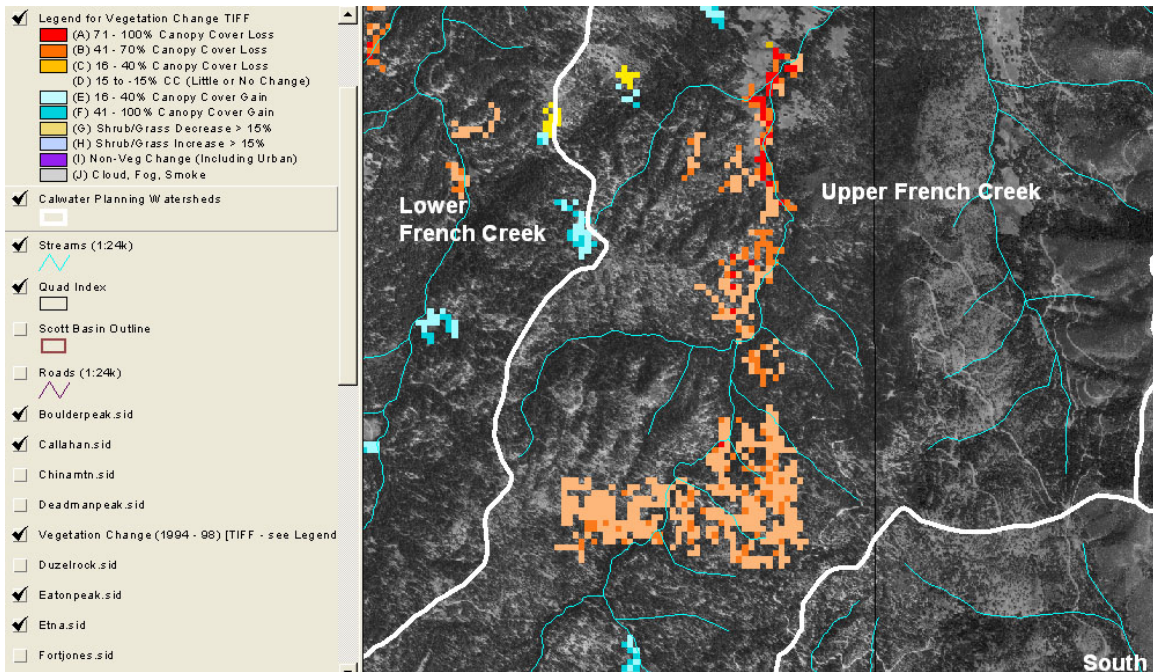 Legend for Vegetation Change TIFF
(A) 71 - 100% Canopy Cover Loss
(B) 41 - 70% Canopy Cover Loss
(C) 16 - 40% Canopy Cover Loss
(D) 15 to -15% CC (Little or No Change)
(E) 16 - 40% Canopy Cover Gain
(F) 41 - 100% Canopy Cover Gain
(G) Shrub/Grass Decrease > 15%
(H) Shrub/Grass Increase > 15%
(I) Non-Veg Change (Including Urban)
(J) Cloud, Fog, Smoke
Calwater Planning Watersheds
Streams (1:24k)
Quad Index
Scott Basin Outline
Roads (1:24k)
Boulderpeak.sid
Callahan.sid
Chinamtn.sid
Deadmanpeak.sid
Vegetation Change (1994 - 98) [TIFF - see Legend
Duzelrock.sid
Eatonpeak.sid
Etna.sid
Fortjones.sid
Lower
French Creek
Upper French Creek
South